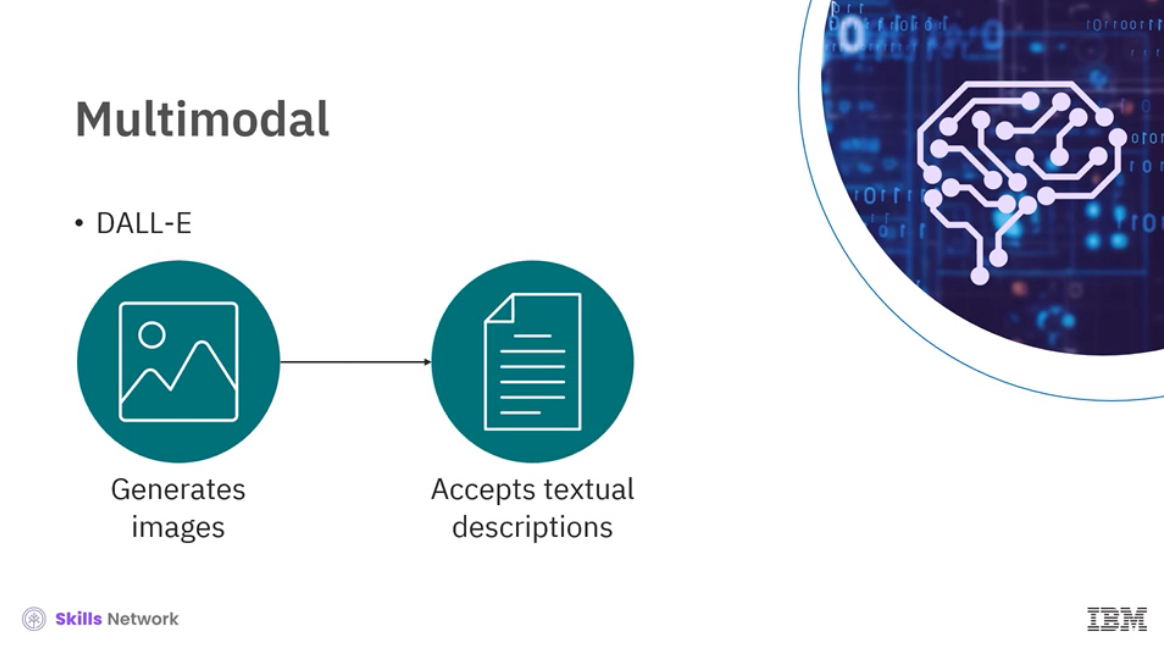 Multimodal
• DALL-E
Generates
images
Accepts textual
descriptions
Skills Network
IBM